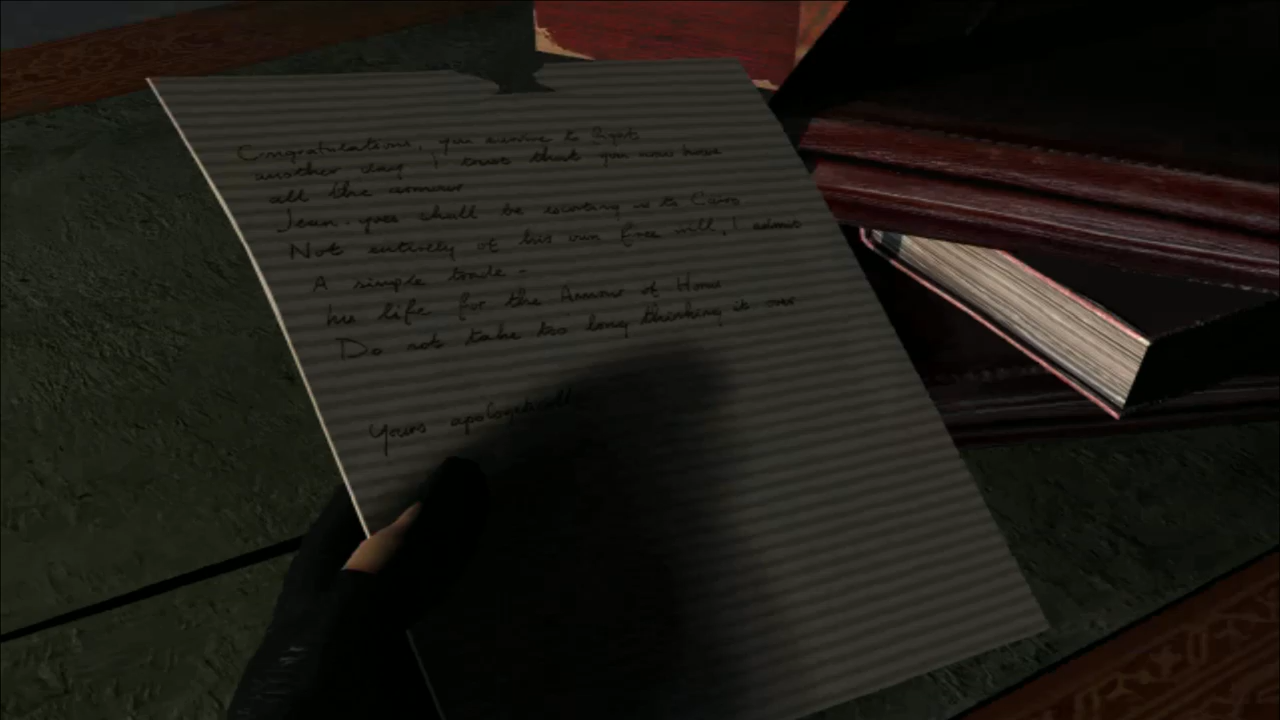 Congratulations, you survive to fight
another day I trust that you now have
all the armour
Jean-yves shall be escorting us to Cairo
Not entirely of his own free will, I admit
A simple trade -
his life for the Armour of Horus
Do not take too long thinking it over
Yours apologetically